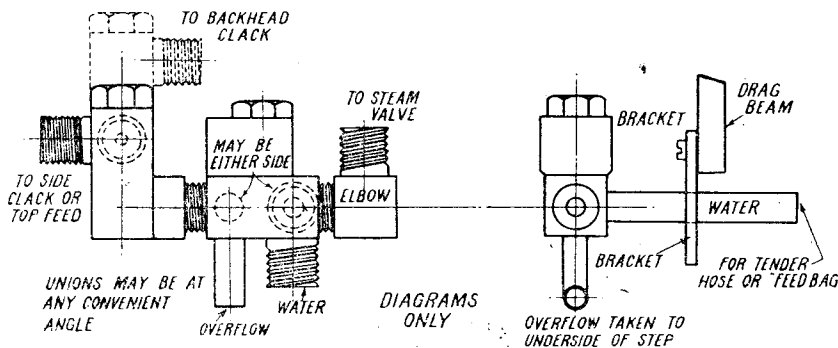 TO BACKHEAD
CLACK
TO STEAM
VALVE
MAY BE
EITHER SIDE
TO SIDE
CLACK OR
TOP FEED
ELBOW
UNIONS MAY BE AT
ANY CONVENIENT
ANGLE
WATER
OVERFLOW
DIAGRAMS
ONLY
BRACKET
DRAG
BEAM
WATER
BRACKET
FOR TENDER
HOSE OR "FEED BAG
OVERFLOW TAKEN TO
UNDERSIDE OF STEP